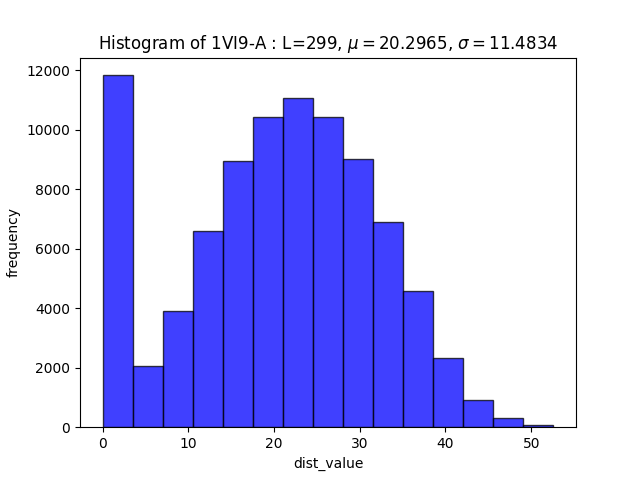 Histogram of 1VI9-A : L=299, μ = 20.2965, σ = 11.4834
12000
10000
8000
6000
4000
2000
0
frequency
0 10 20 30 40 50
dist_value